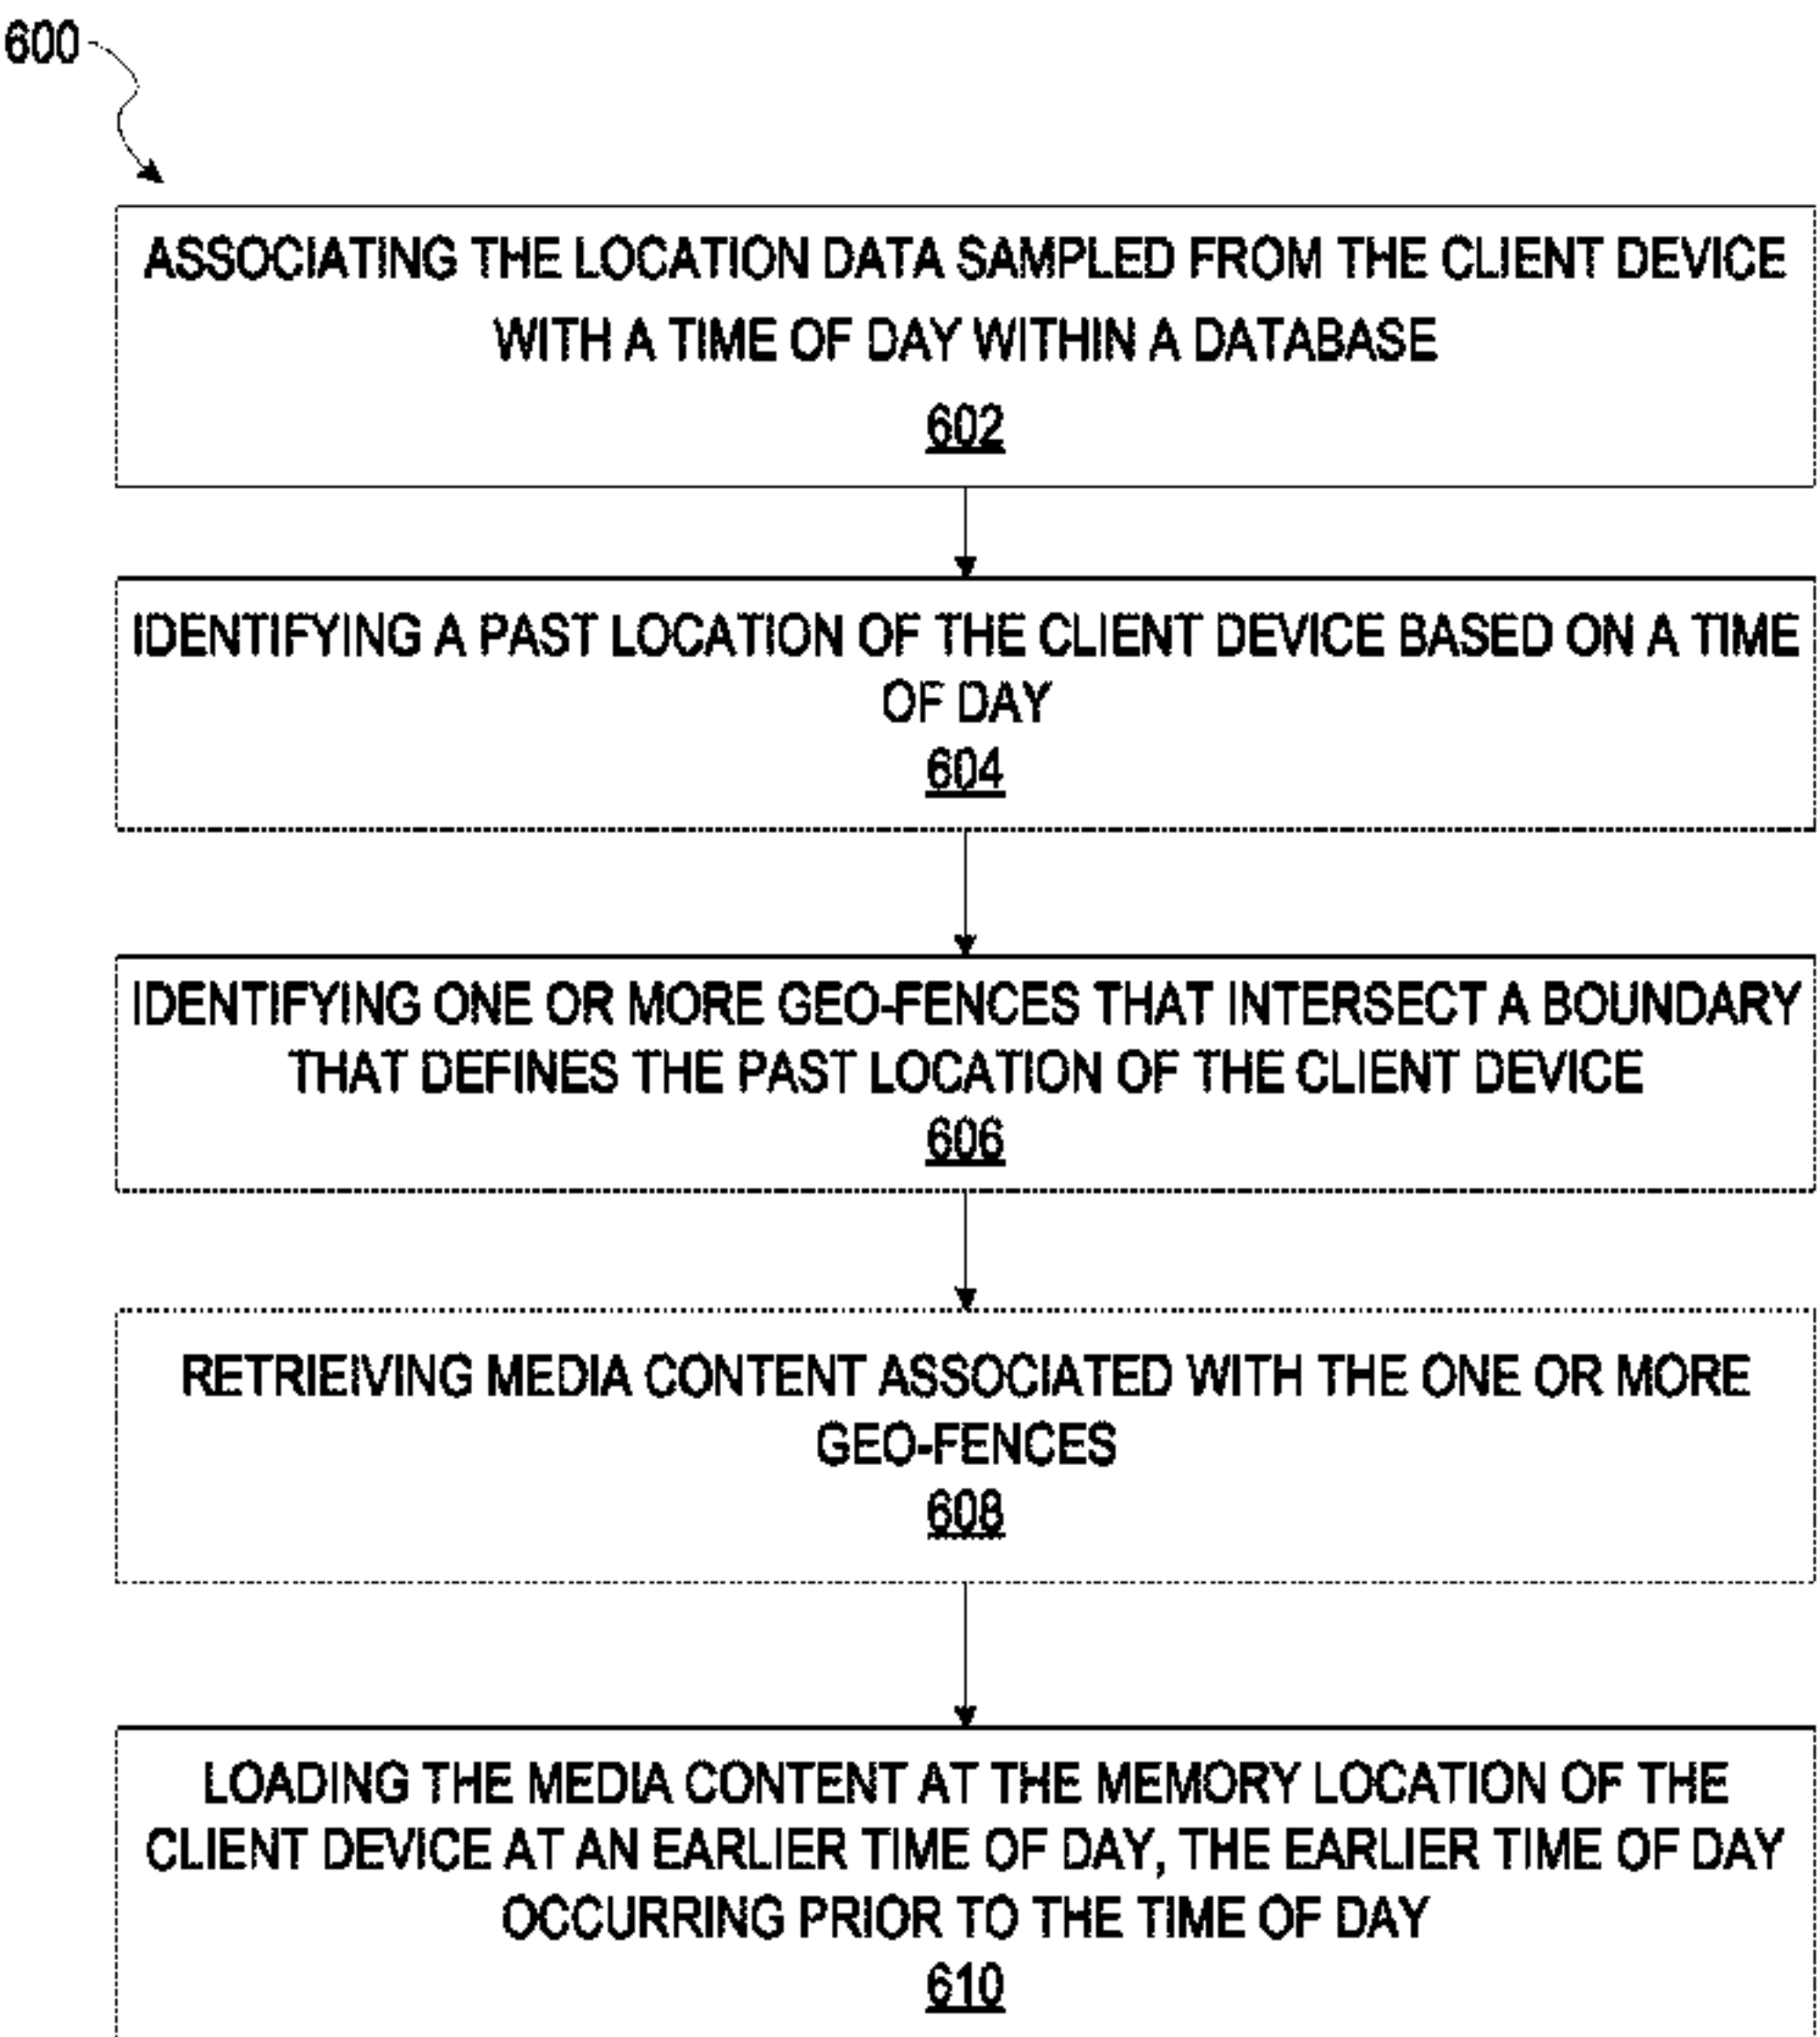 600
ASSOCIATING THE LOCATION DATA SAMPLED FROM THE CLIENT DEVICE
WITH A TIME OF DAY WITHIN A DATABASE
602
IDENTIFYING A PAST LOCATION OF THE CLIENT DEVICE BASED ON A TIME
OF DAY
604
IDENTIFYING ONE OR MORE GEO-FENCES THAT INTERSECT A BOUNDARY
THAT DEFINES THE PAST LOCATION OF THE CLIENT DEVICE
606
RETRIEIVING MEDIA CONTENT ASSOCIATED WITH THE ONE OR MORE
GEO-FENCES
608
LOADING THE MEDIA CONTENT AT THE MEMORY LOCATION OF THE
CLIENT DEVICE AT AN EARLIER TIME OF DAY, THE EARLIER TIME OF DAY
OCCURRING PRIOR TO THE TIME OF DAY
610